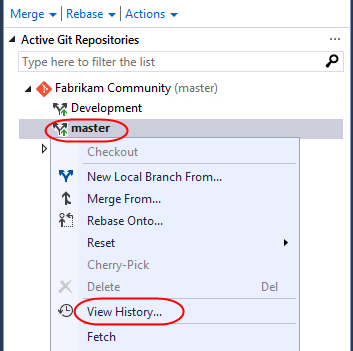 Merge | Rebase | Actions
Active Git Repositories
Type here to filter the list
Fabrikam Community (master)
Development
master
Checkout
New Local Branch From...
Merge From...
Rebase Onto...
Reset
Cherry-Pick
Delete Del
View History...
Fetch